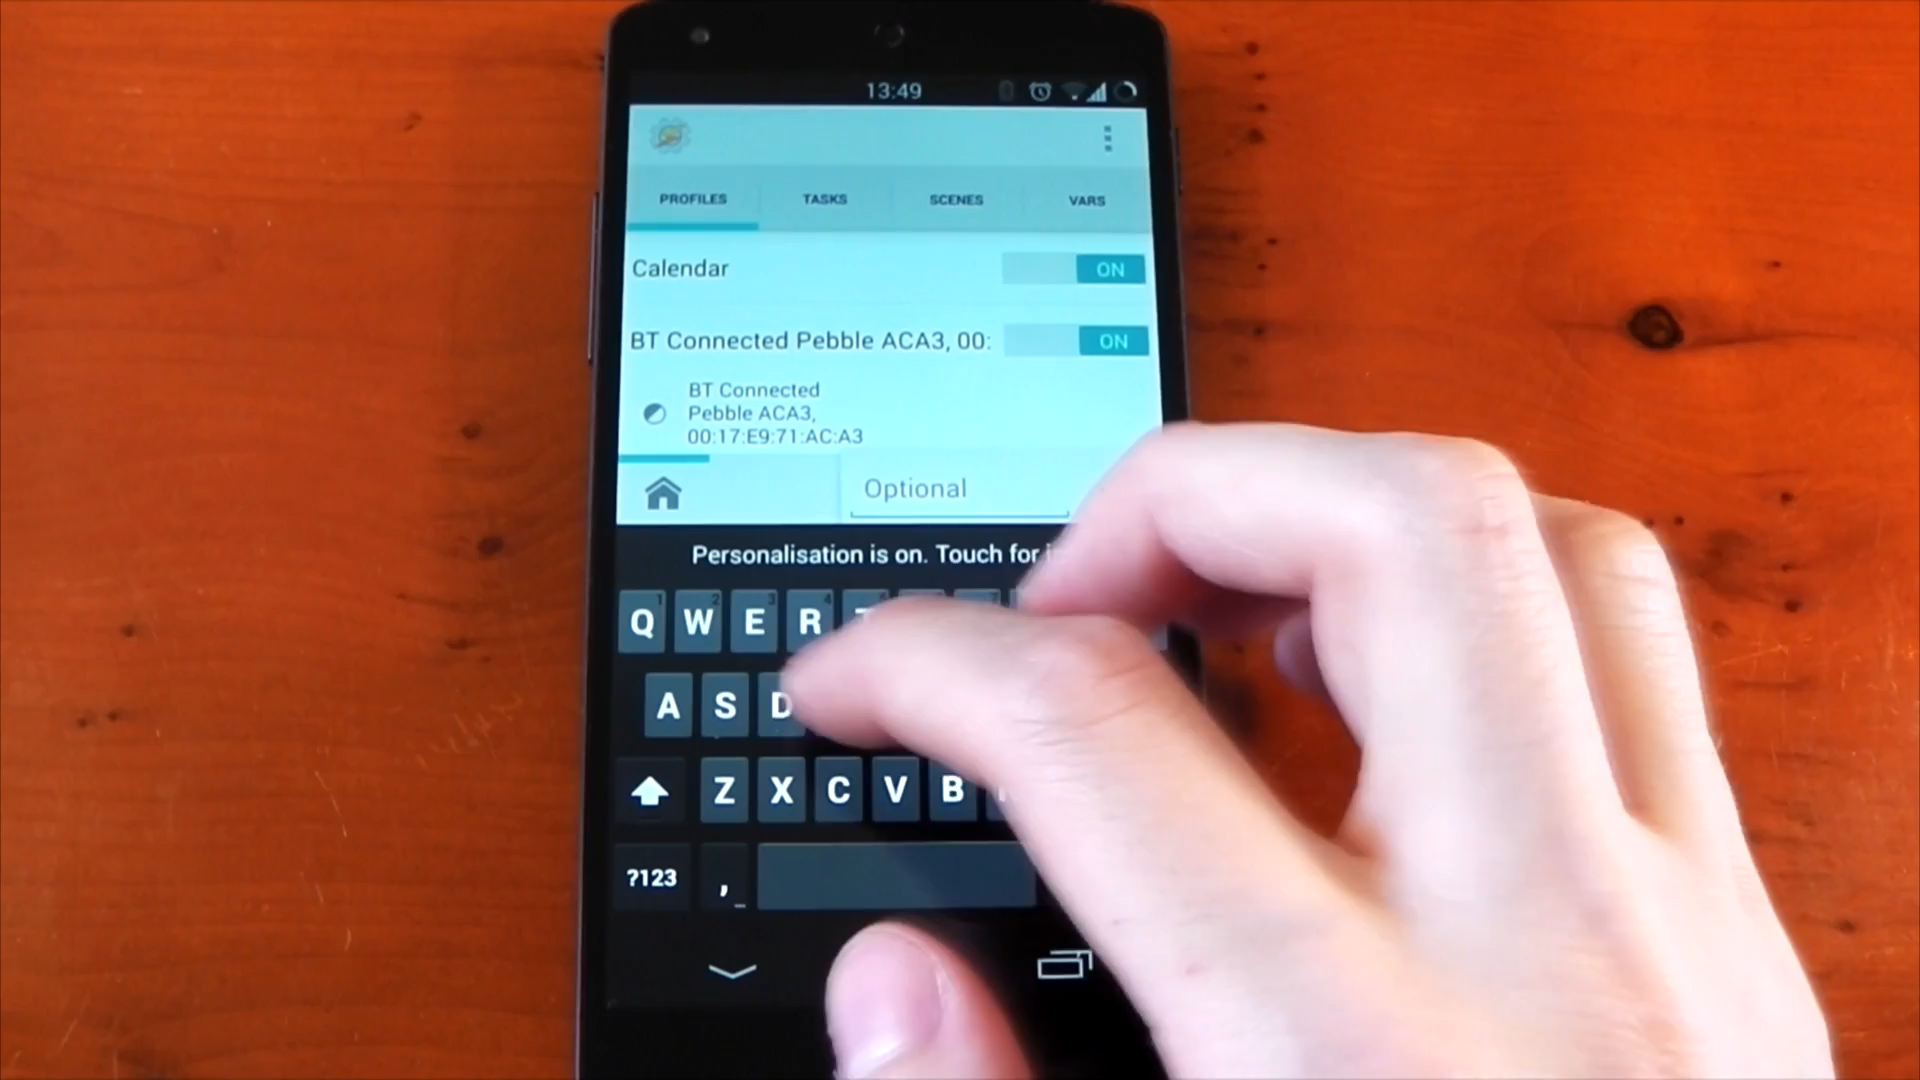 13:49
PROFILES TASKS SCENES VARS
Calendar ON
BT Connected Pebble ACA3, 00: ON
BT Connected
Pebble ACA3,
00:17:E9:71:AC:A3
Optional
Personalisation is on. Touch for
Q W E R
A S D
Z X C V B
?123 ,